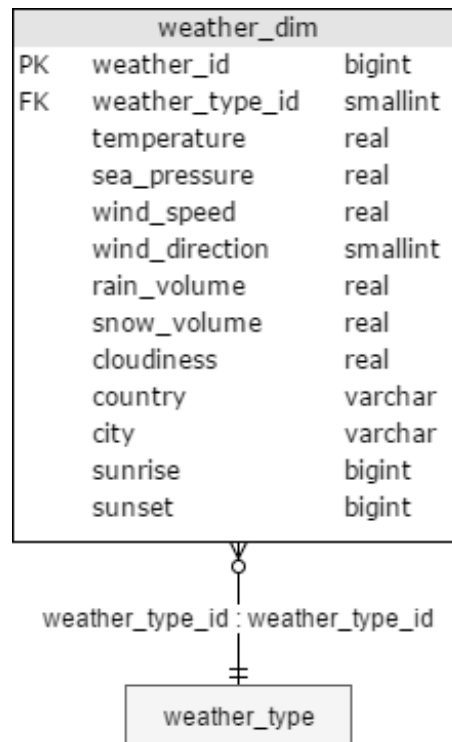 weather_dim
PK weather_id bigint
FK weather_type_id smallint
temperature real
sea_pressure real
wind_speed real
wind_direction smallint
rain_volume real
snow_volume real
cloudiness real
country varchar
city varchar
sunrise bigint
sunset bigint
weather_type_id : weather_type_id
weather_type